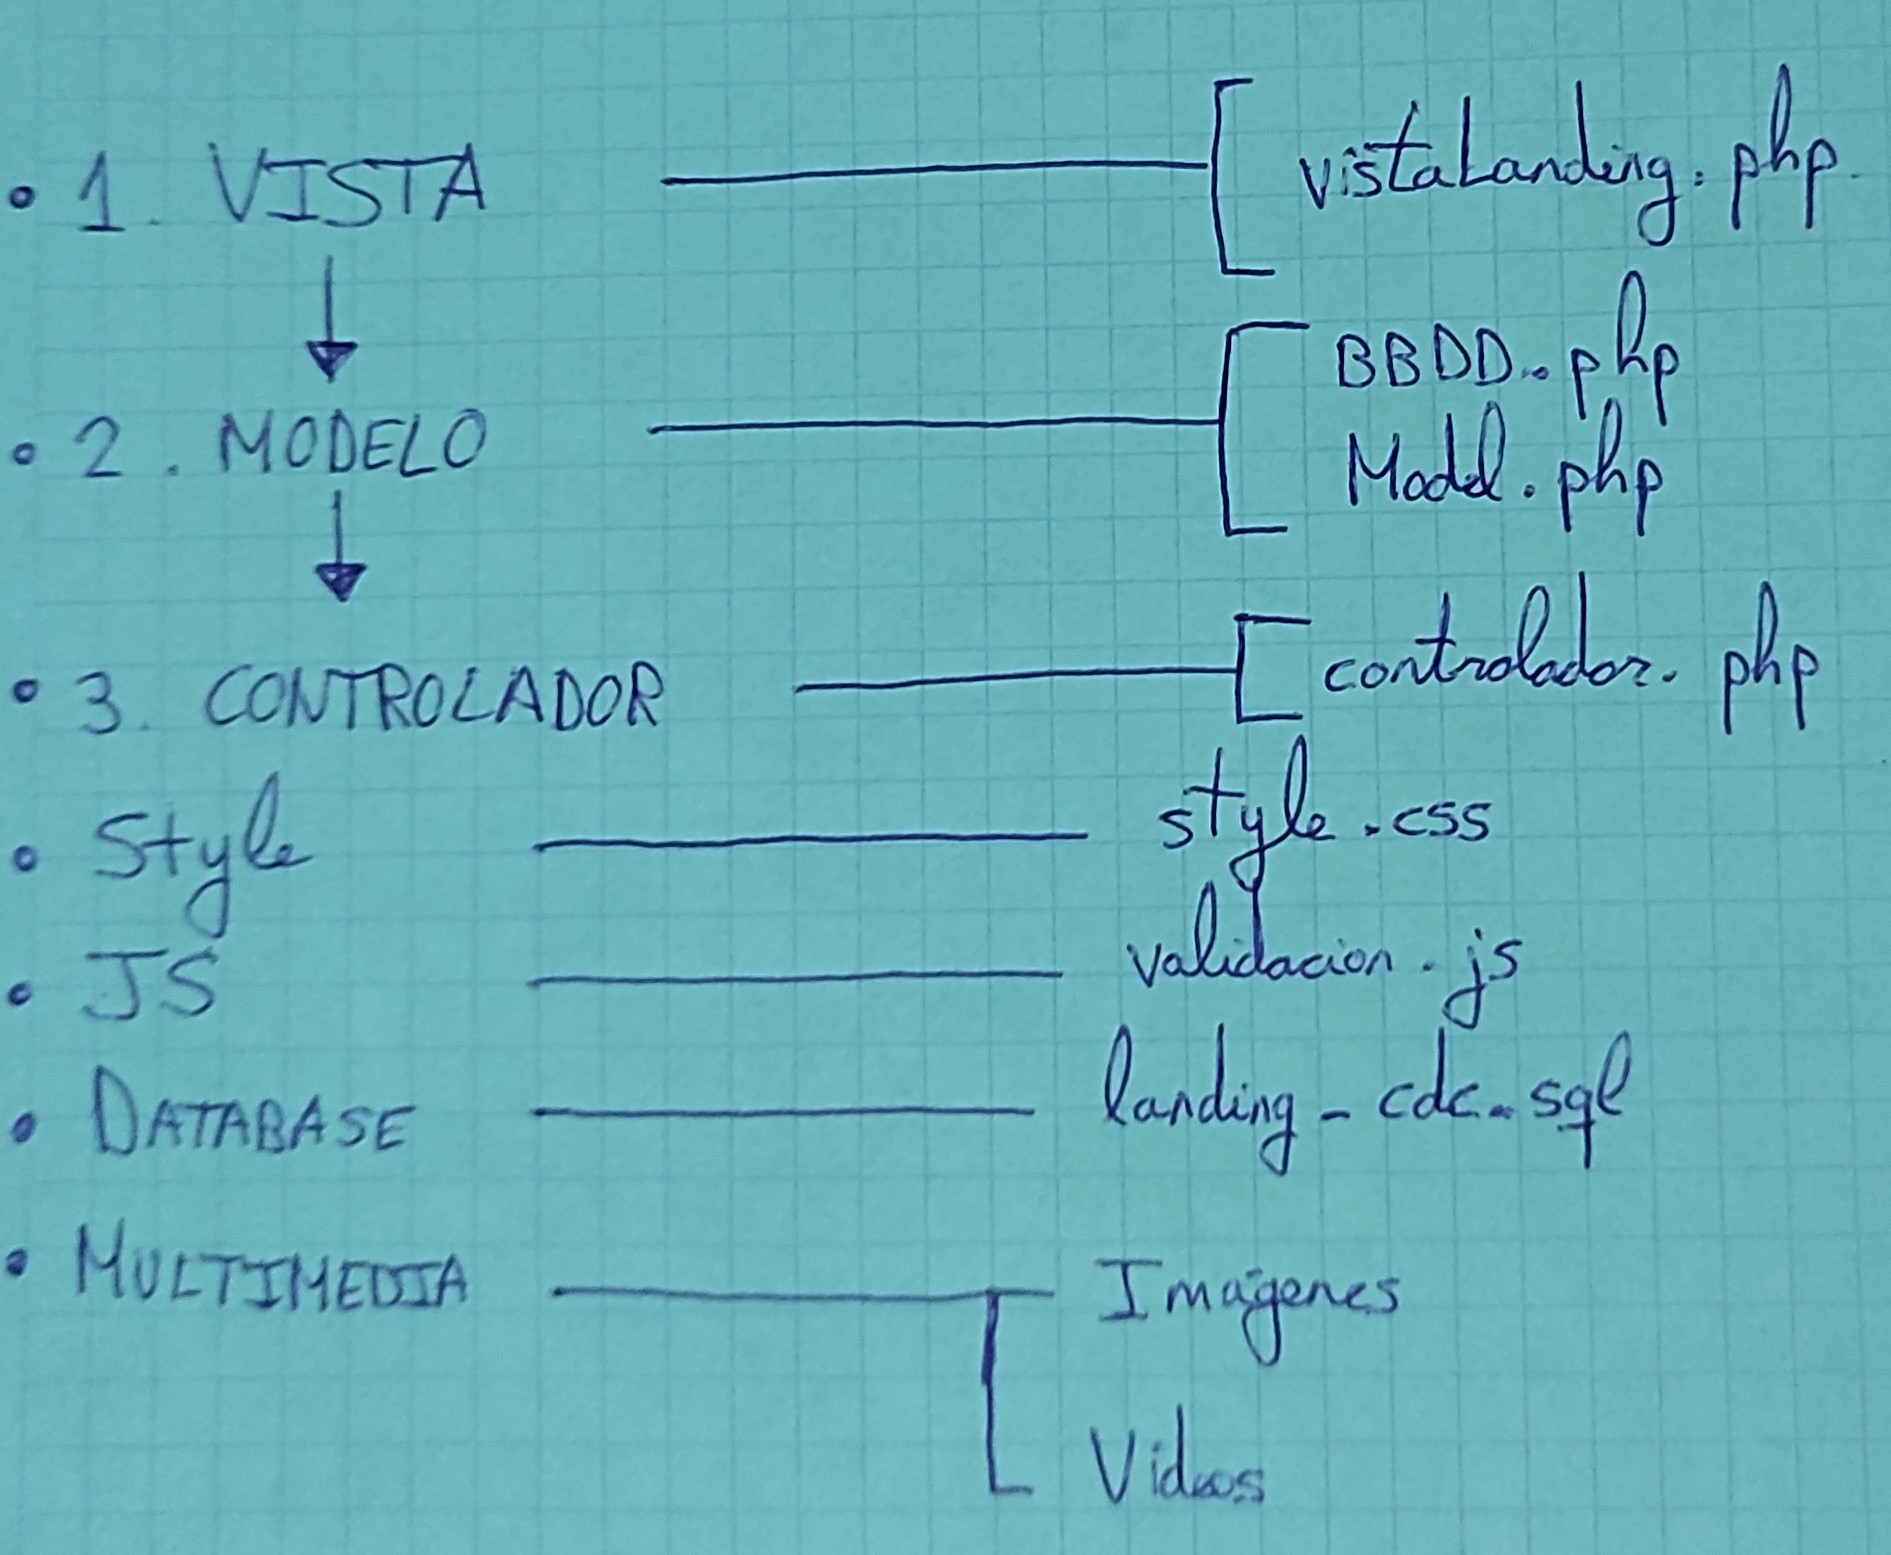 • 1. VISTA vistaLanding.php.
BBDD.php
• 2. MODELO
Model.php
• 3. CONTROLADOR controlador.php
• Style style.css
• JS validacion.js
• DATABASE landing_cdc.sql
• MULTIMEDIA Imágenes
Videos